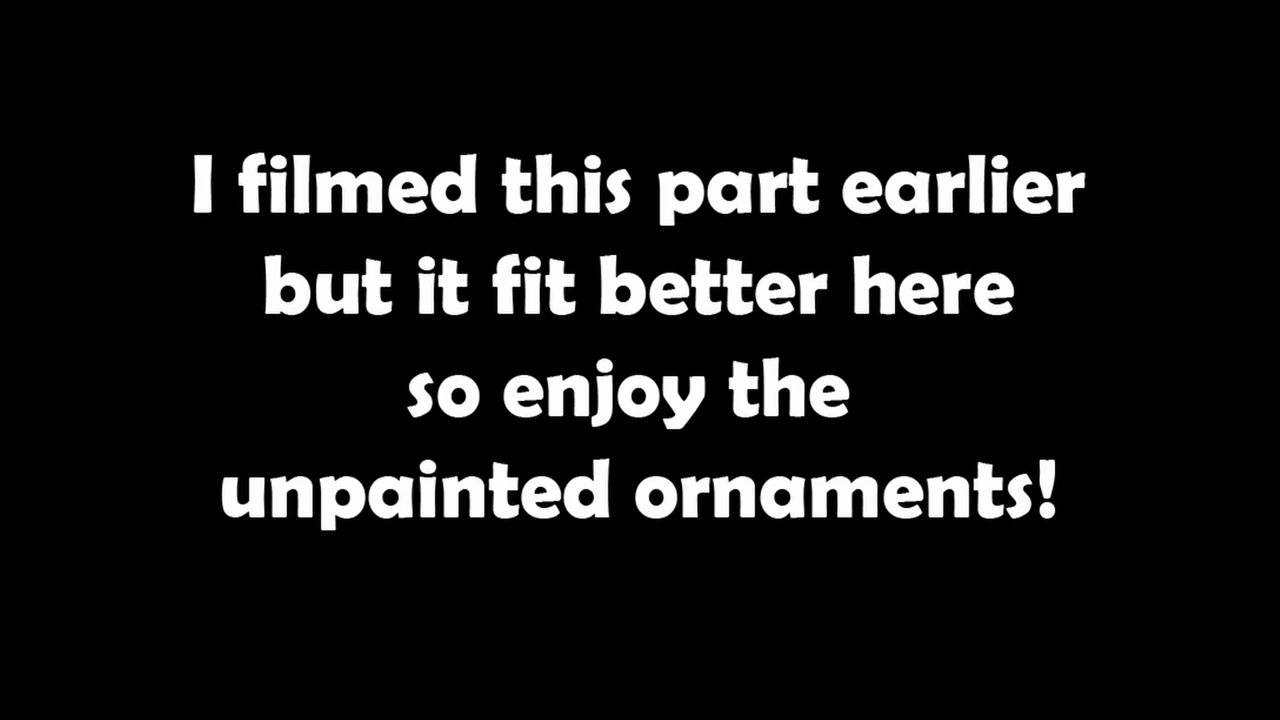 I filmed this part earlier
but it fit better here
so enjoy the
unpainted ornaments!